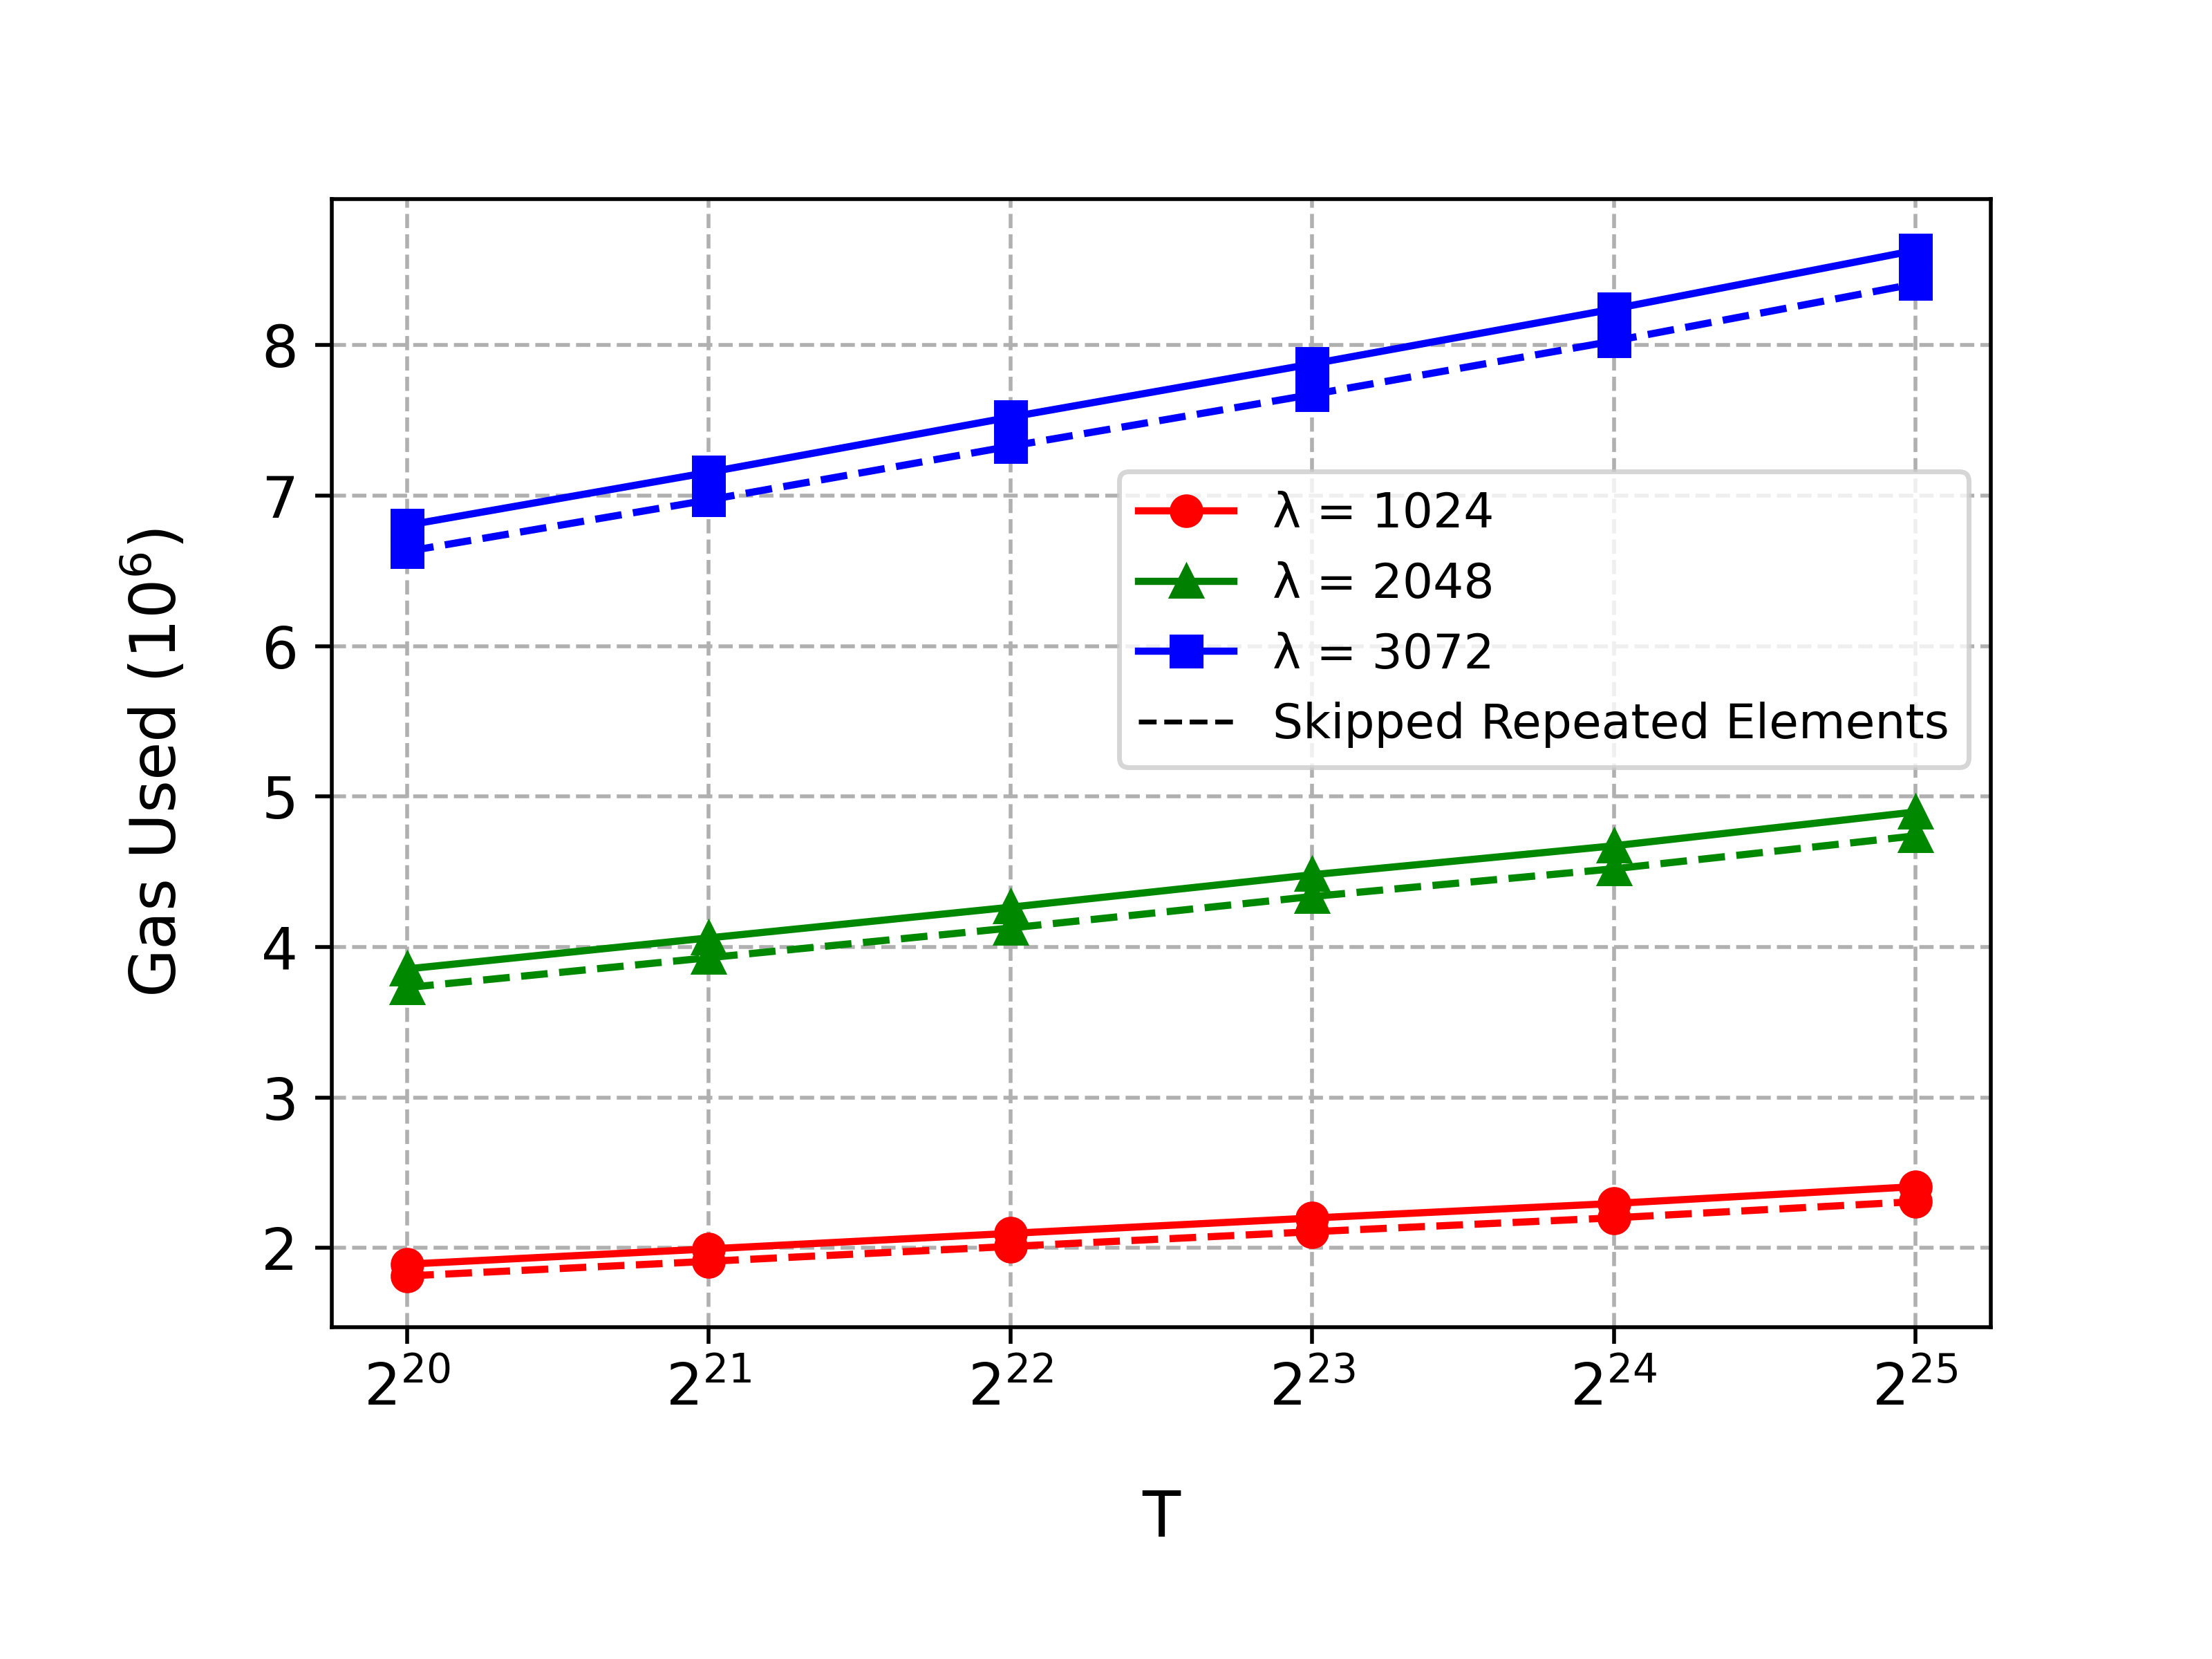 Gas Used (10⁶)
8
7
6
5
4
3
2
λ = 1024
λ = 2048
λ = 3072
Skipped Repeated Elements
2²⁰ 2²¹ 2²² 2²³ 2²⁴ 2²⁵
T